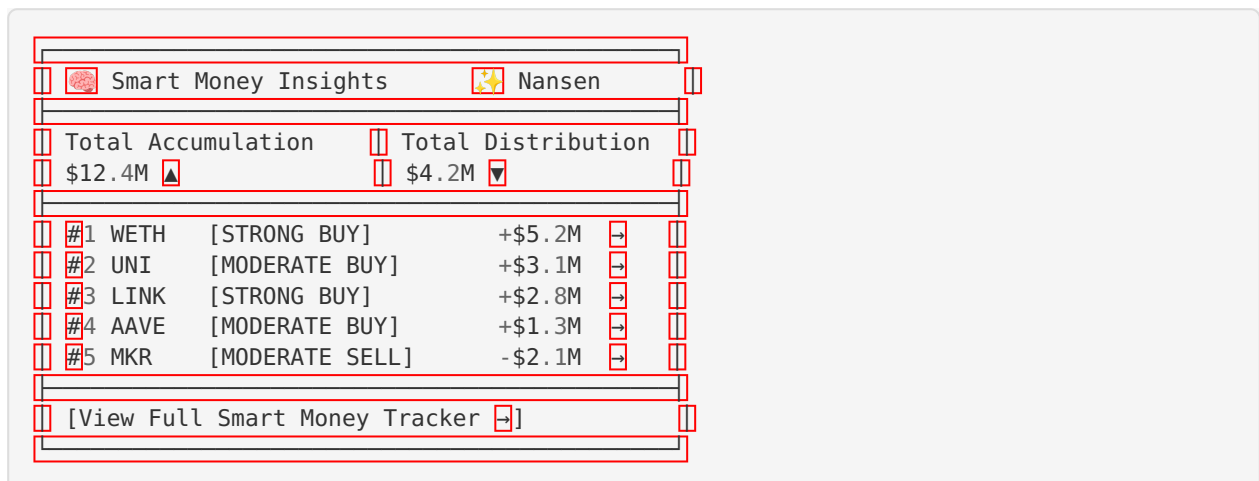 ┌──────────────────────────────────────────────┐
│ 🧠 Smart Money Insights      ✨ Nansen      │
├──────────────────────────────────────────────┤
│ Total Accumulation    │ Total Distribution  │
│ $12.4M ▲              │ $4.2M ▼            │
├──────────────────────────────────────────────┤
│ #1 WETH   [STRONG BUY]         +$5.2M  →   │
│ #2 UNI    [MODERATE BUY]       +$3.1M  →   │
│ #3 LINK   [STRONG BUY]         +$2.8M  →   │
│ #4 AAVE   [MODERATE BUY]       +$1.3M  →   │
│ #5 MKR    [MODERATE SELL]      -$2.1M  →   │
├──────────────────────────────────────────────┤
│ [View Full Smart Money Tracker →]           │
└──────────────────────────────────────────────┘